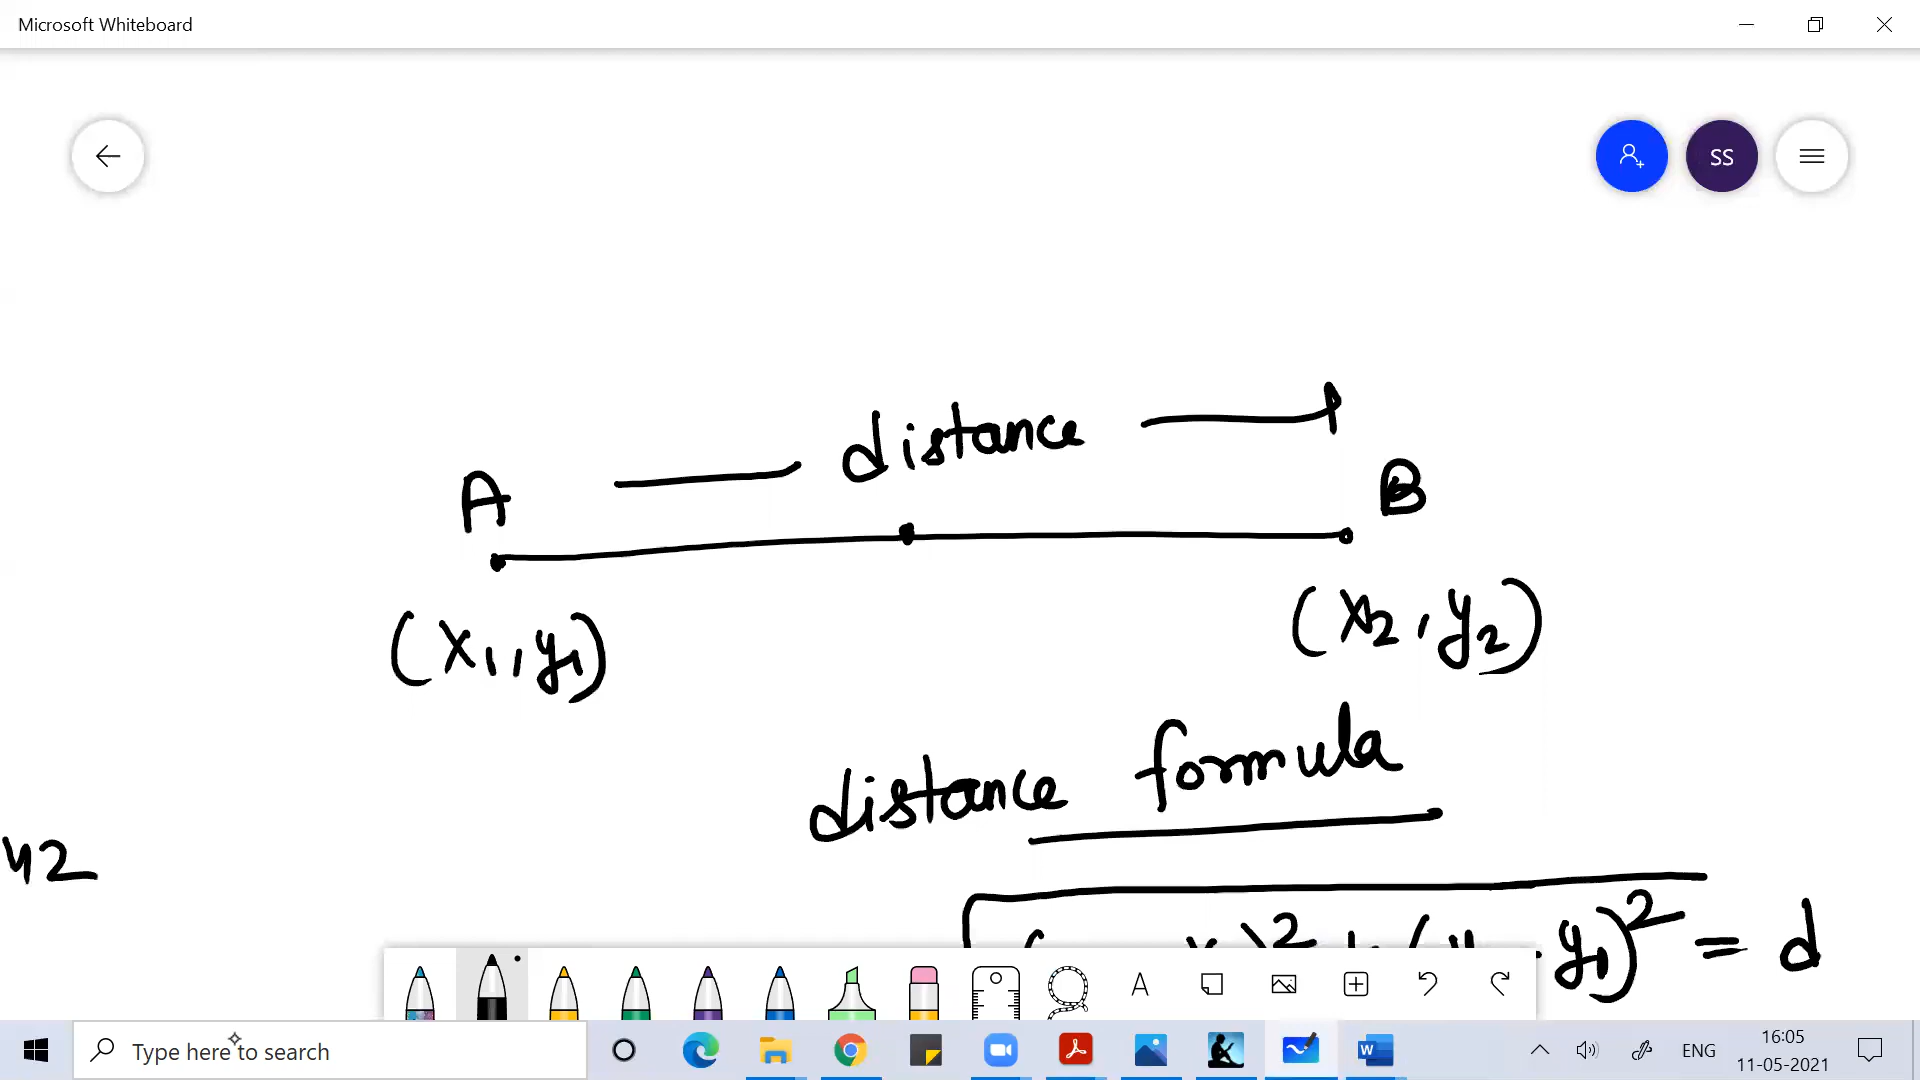 Microsoft Whiteboard
SS
distance
A
B
(x1, y1)
(x2, y2)
distance formula
42
)² (y - y1)² = d
A
Type here to search
ENG
16:05
11-05-2021